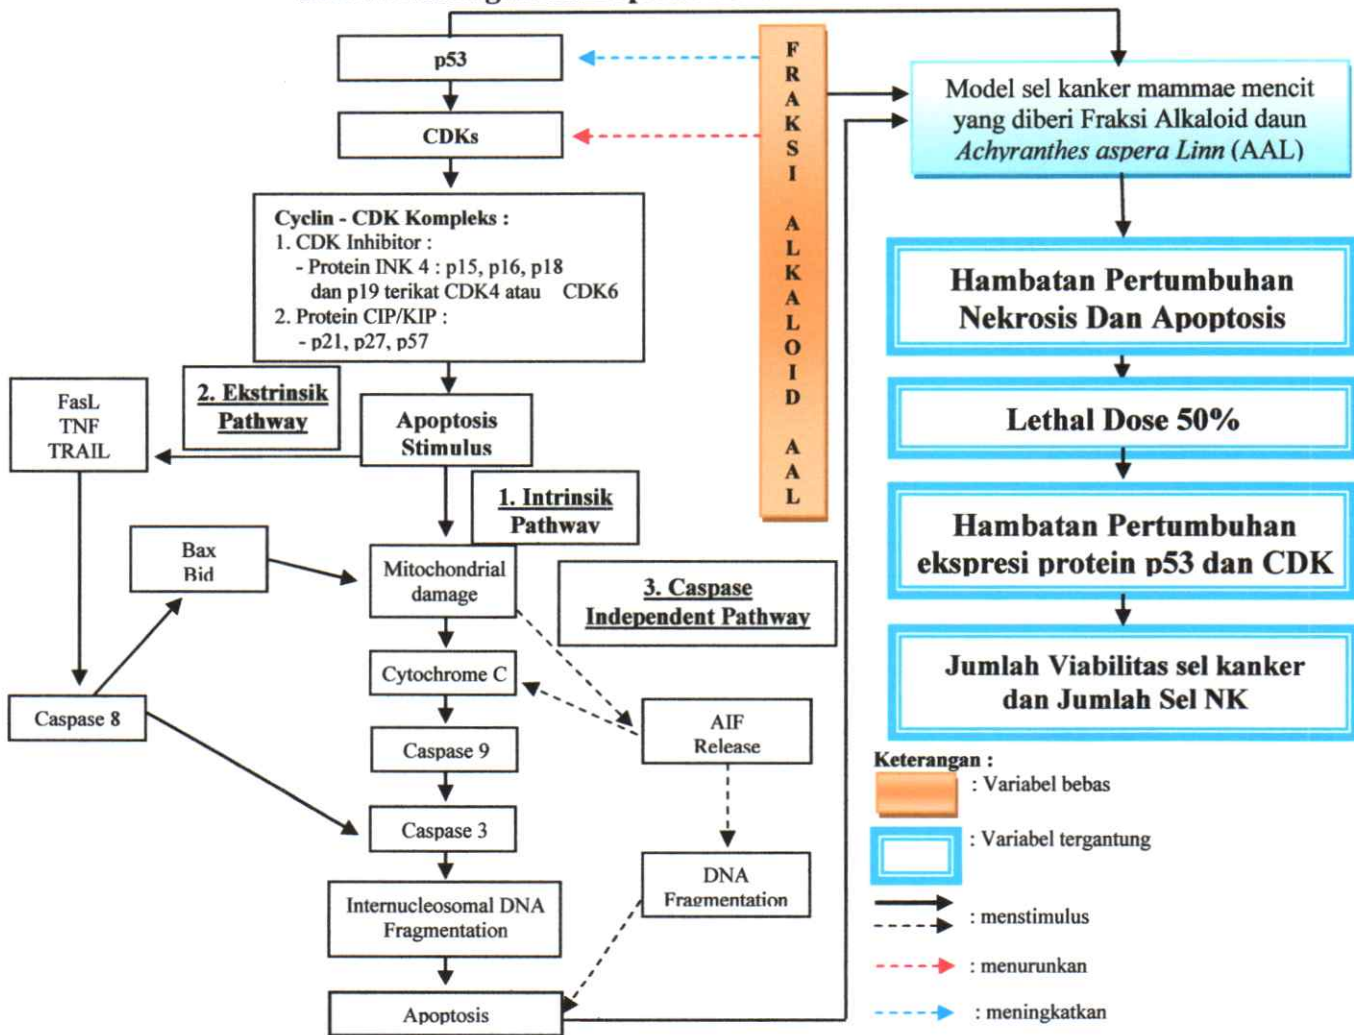 p53
CDKs
Cyclin - CDK Kompleks :
1. CDK Inhibitor :
- Protein INK 4 : p15, p16, p18
dan p19 terikat CDK4 atau CDK6
2. Protein CIP/KIP :
- p21, p27, p57
2. Ekstrinsik
Pathway
FasL
TNF
TRAIL
Apoptosis
Stimulus
1. Intrinsik
Pathway
Bax
Bid
Mitochondrial
damage
3. Caspase
Independent Pathway
Cytochrome C
Caspase 8
AIF
Release
Caspase 9
Caspase 3
DNA
Fragmentation
Internucleosomal DNA
Fragmentation
Apoptosis
FRAKSI ALKALOID AAL
Model sel kanker mammae mencit
yang diberi Fraksi Alkaloid daun
Achyranthes aspera Linn (AAL)
Hambatan Pertumbuhan
Nekrosis Dan Apoptosis
Lethal Dose 50%
Hambatan Pertumbuhan
ekspresi protein p53 dan CDK
Jumlah Viabilitas sel kanker
dan Jumlah Sel NK
Keterangan :
: Variabel bebas
: Variabel tergantung
: menstimulus
: menurunkan
: meningkatkan